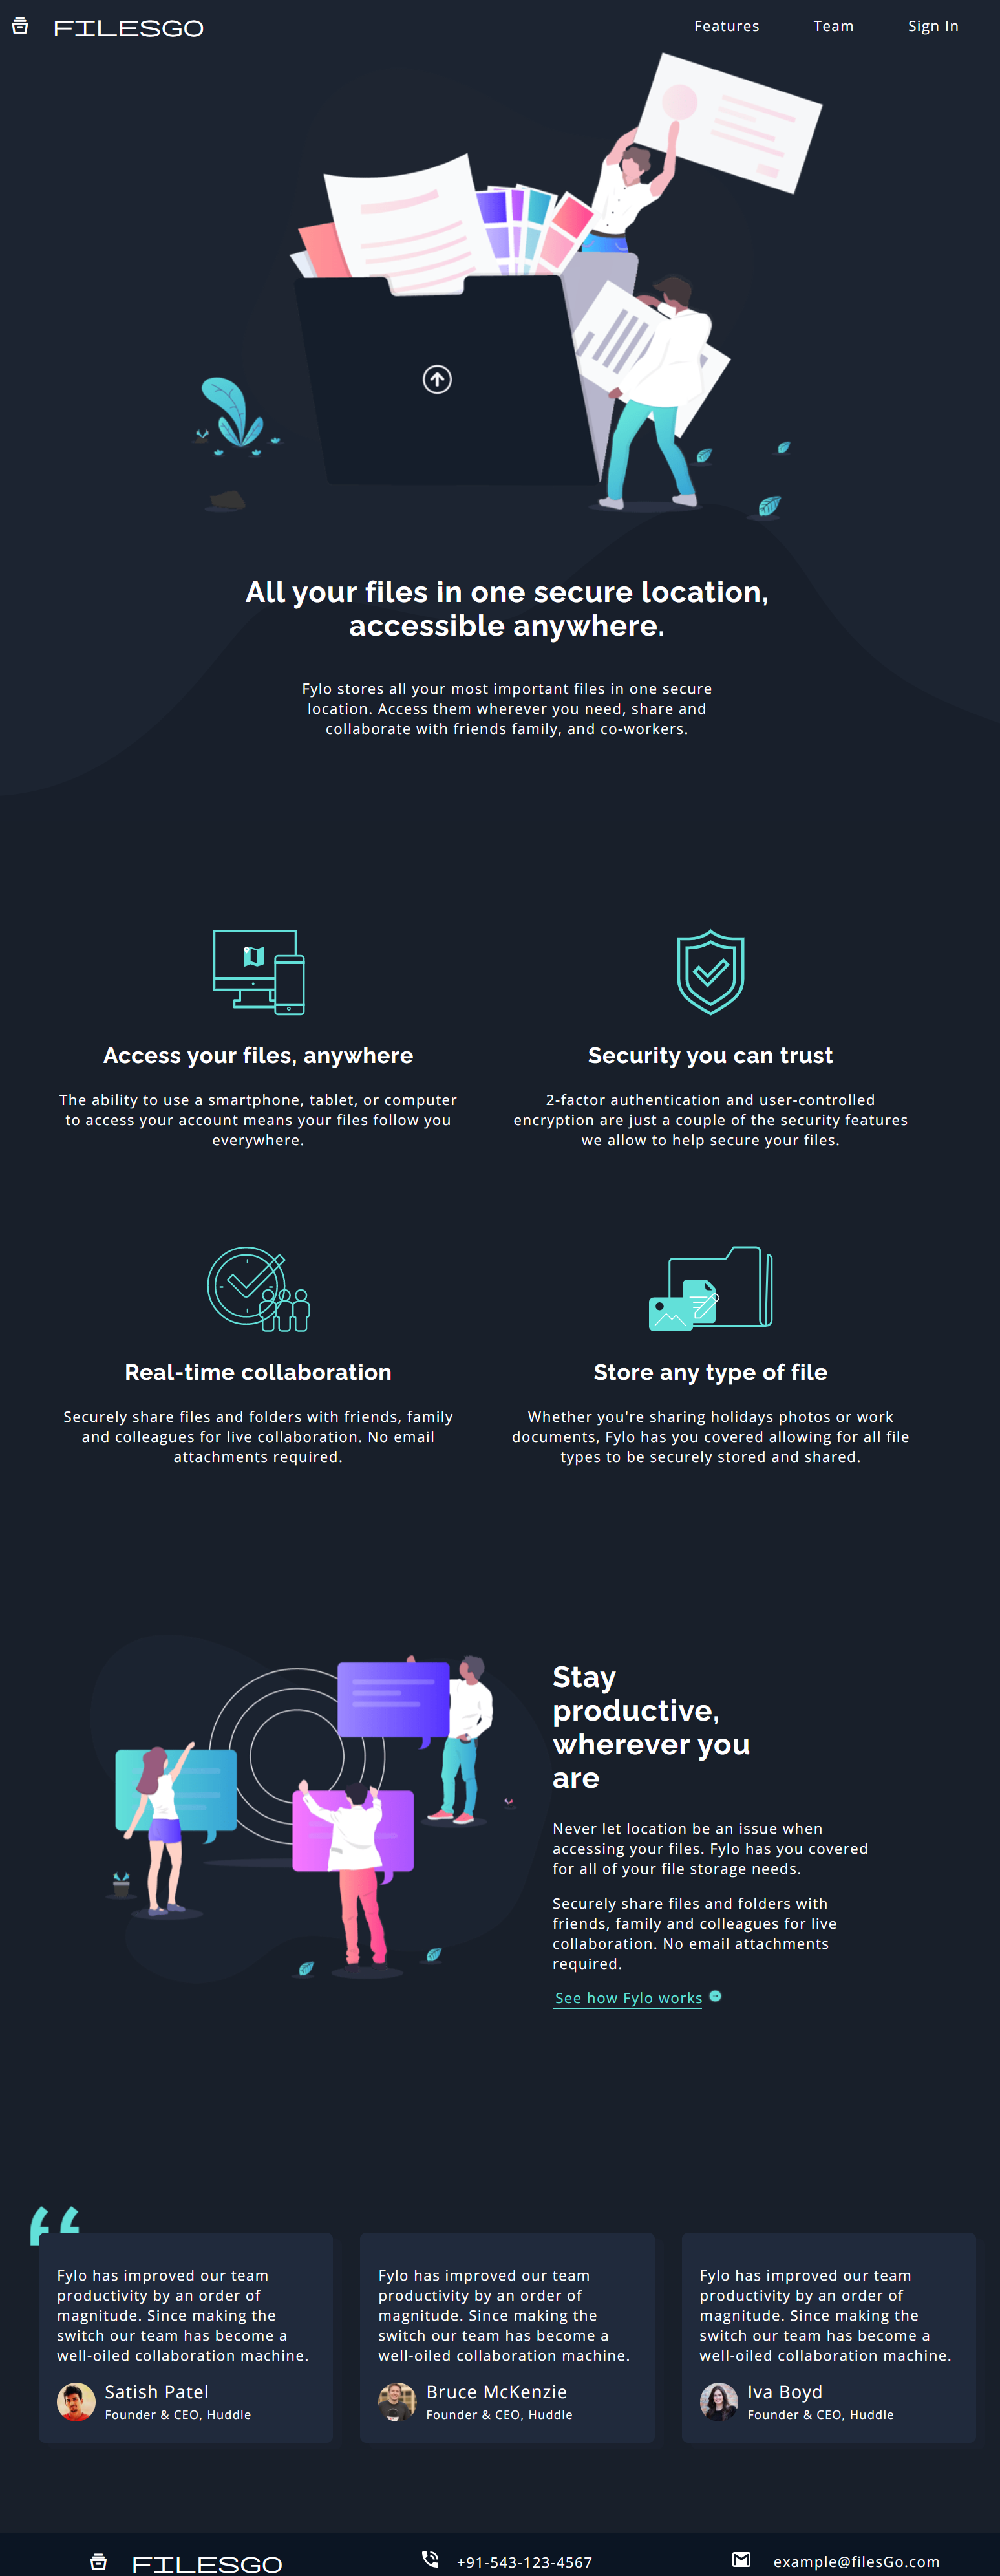 FILESGO
Features
Team
Sign In
All your files in one secure location,
accessible anywhere.
Fylo stores all your most important files in one secure
location. Access them wherever you need, share and
collaborate with friends family, and co-workers.
Access your files, anywhere
The ability to use a smartphone, tablet, or computer
to access your account means your files follow you
everywhere.
Security you can trust
2-factor authentication and user-controlled
encryption are just a couple of the security features
we allow to help secure your files.
Real-time collaboration
Securely share files and folders with friends, family
and colleagues for live collaboration. No email
attachments required.
Store any type of file
Whether you're sharing holidays photos or work
documents, Fylo has you covered allowing for all file
types to be securely stored and shared.
Stay
productive,
wherever you
are
Never let location be an issue when
accessing your files. Fylo has you covered
for all of your file storage needs.
Securely share files and folders with
friends, family and colleagues for live
collaboration. No email attachments
required.
See how Fylo works
“
Fylo has improved our team
productivity by an order of
magnitude. Since making the
switch our team has become a
well-oiled collaboration machine.
Satish Patel
Founder & CEO, Huddle
Fylo has improved our team
productivity by an order of
magnitude. Since making the
switch our team has become a
well-oiled collaboration machine.
Bruce McKenzie
Founder & CEO, Huddle
Fylo has improved our team
productivity by an order of
magnitude. Since making the
switch our team has become a
well-oiled collaboration machine.
Iva Boyd
Founder & CEO, Huddle
FILESGO
+91-543-123-4567
example@filesGo.com